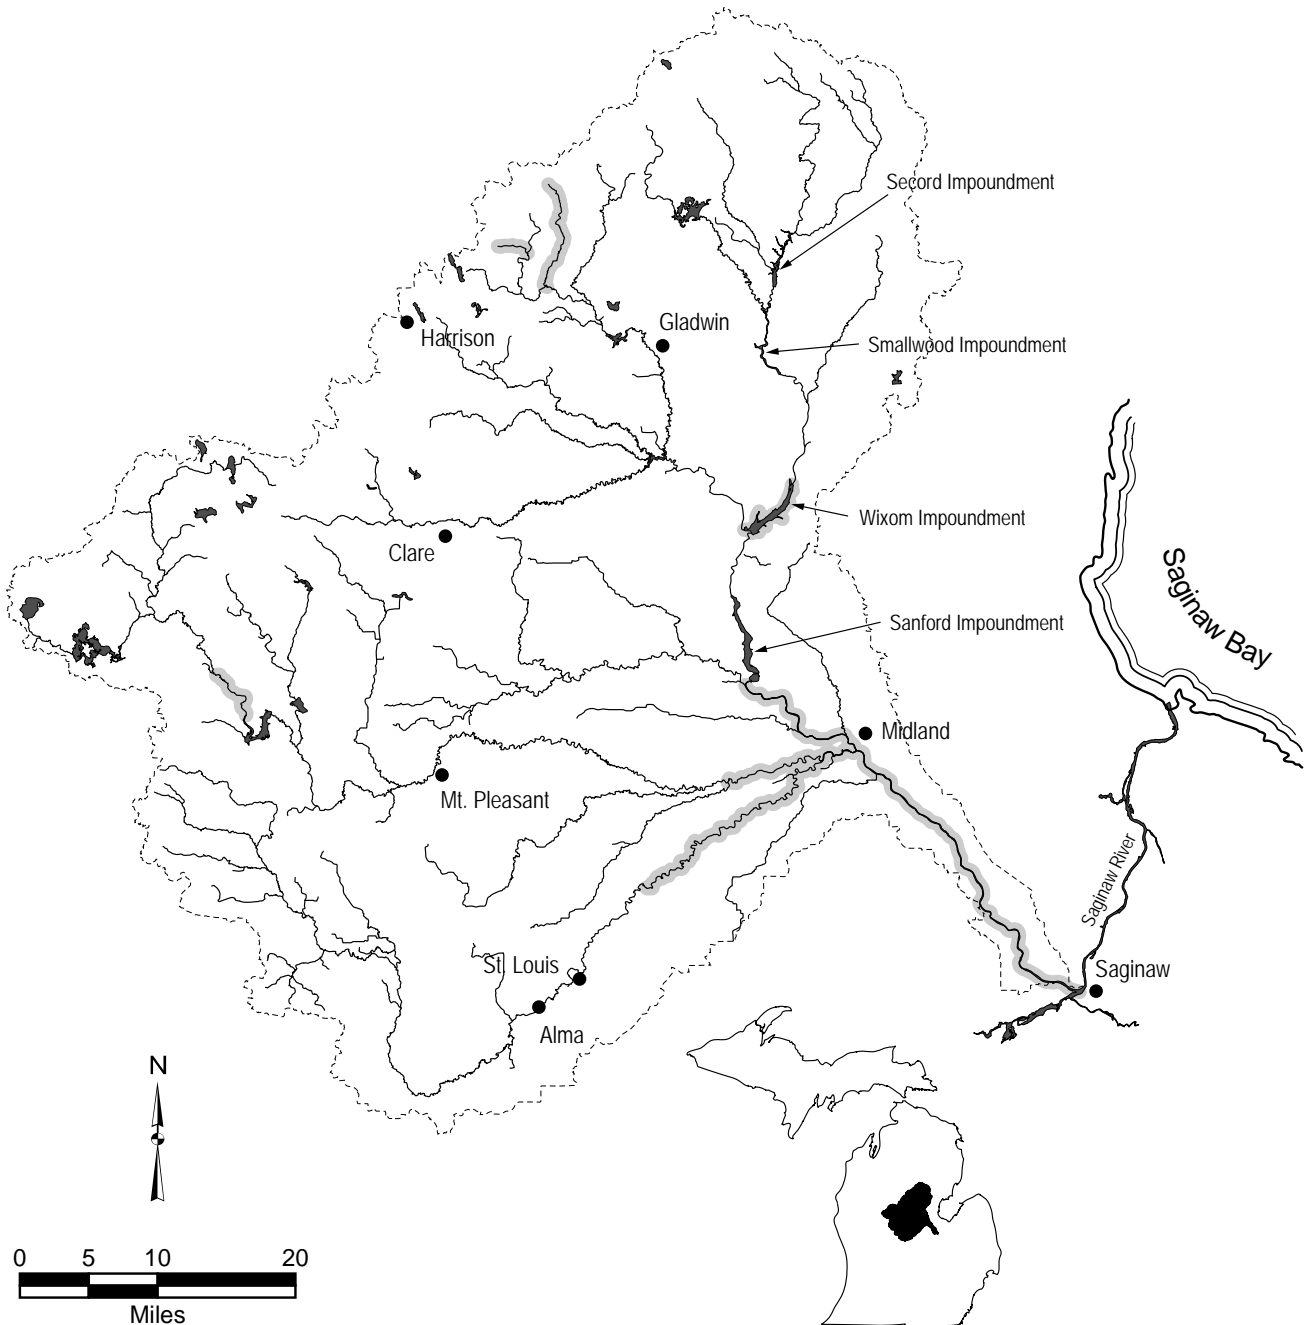 Secord Impoundment
Gladwin
Harrison
Smallwood Impoundment
Wixom Impoundment
Clare
Saginaw Bay
Sanford Impoundment
Midland
Mt. Pleasant
Saginaw River
St. Louis
Saginaw
Alma
N
0 5 10 20
Miles